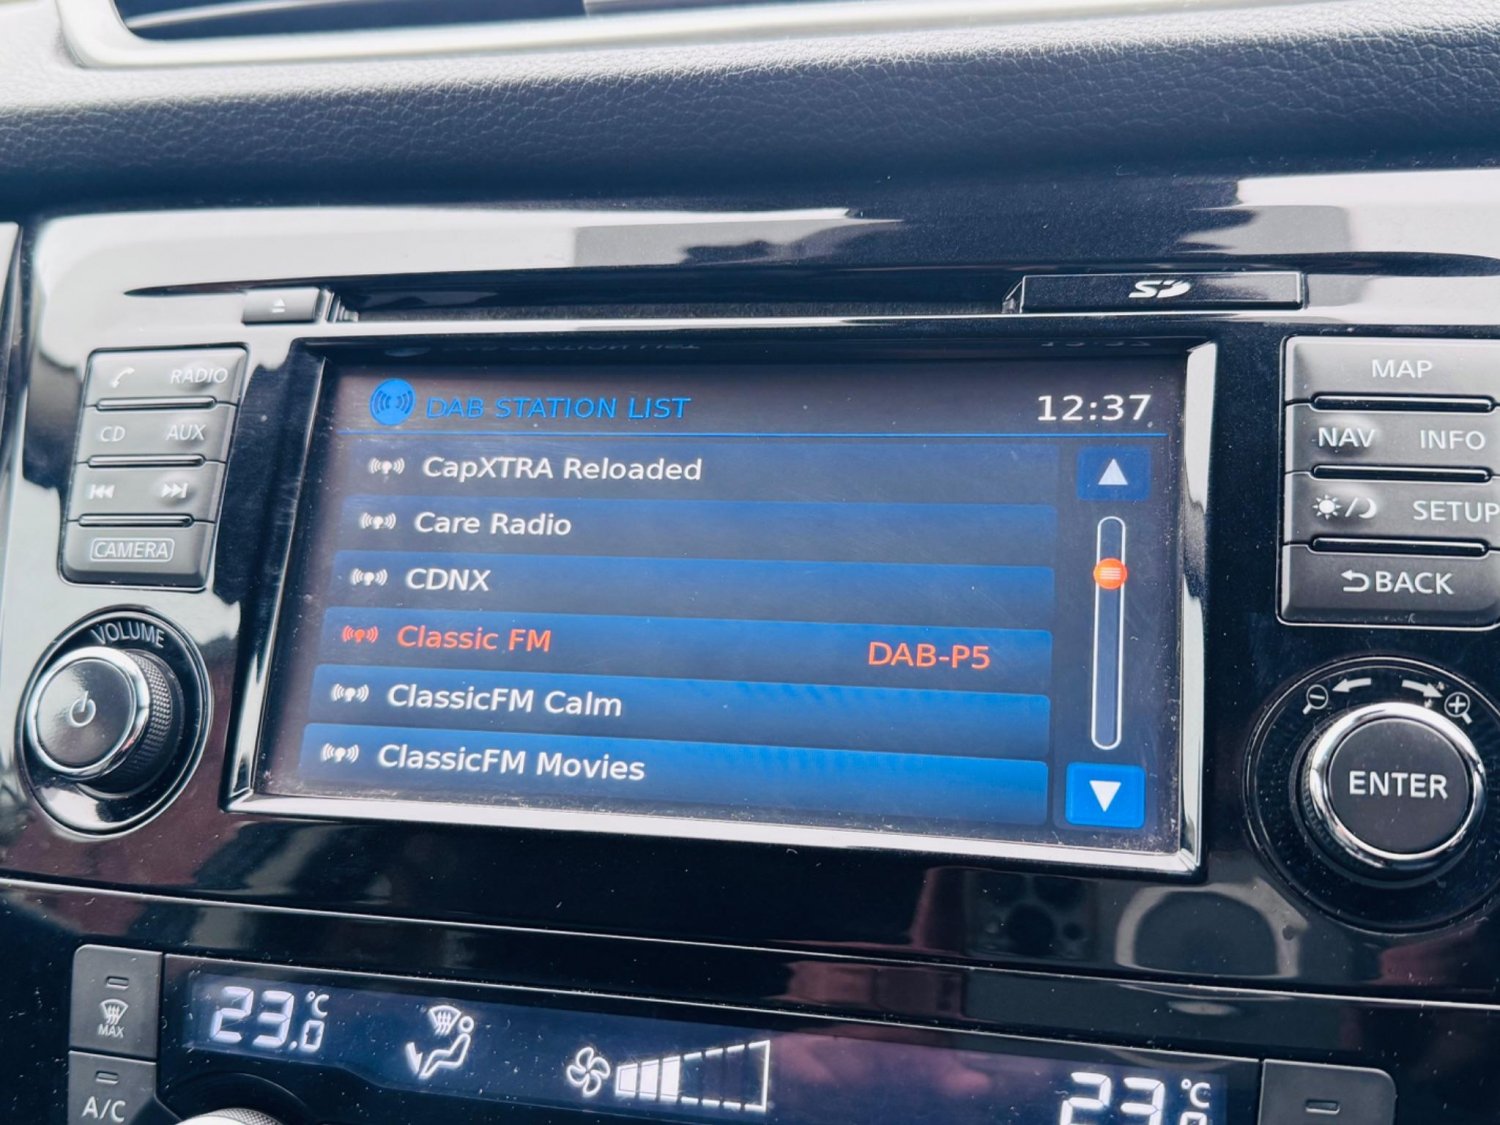 SD
RADIO
CD AUX
CAMERA
VOLUME
DAB STATION LIST 12:37
CapXTRA Reloaded
Care Radio
CDNX
Classic FM DAB-P5
ClassicFM Calm
ClassicFM Movies
MAP
NAV INFO
SETUP
BACK
ENTER
MAX
A/C
23.0 °C
23 °C